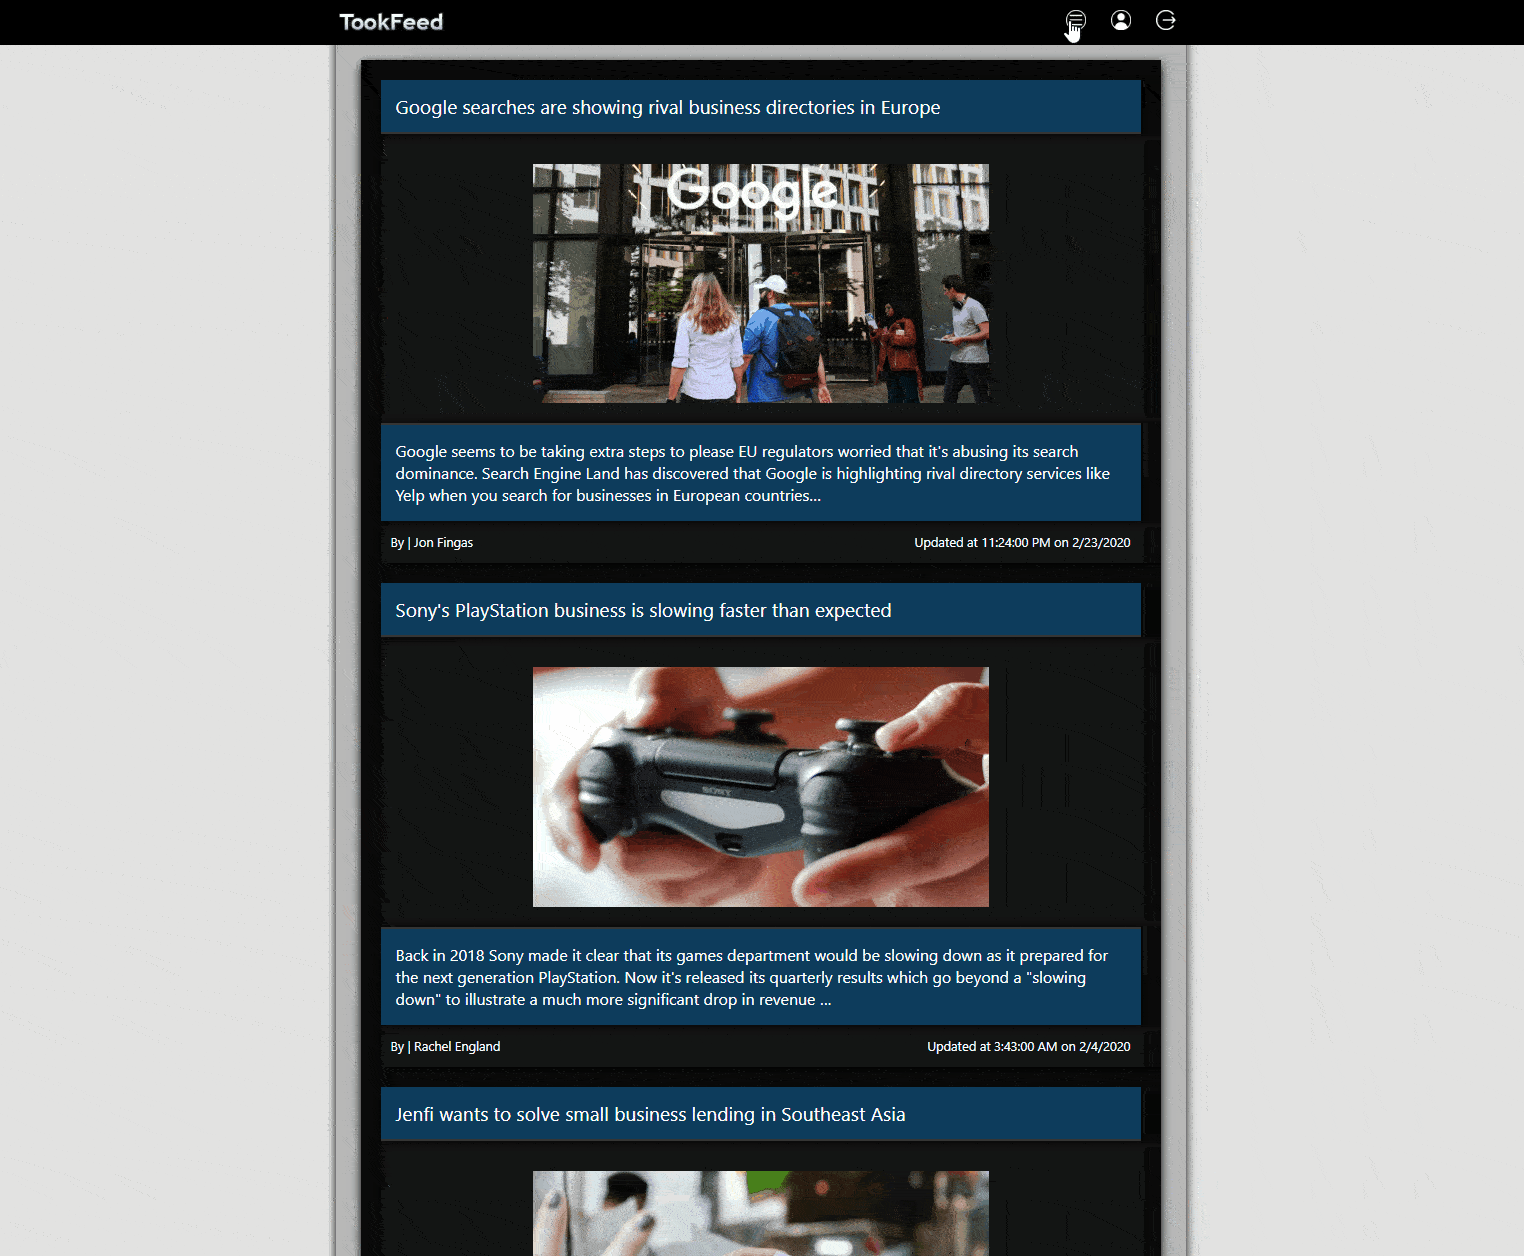 TookFeed
Google searches are showing rival business directories in Europe
Google
Google seems to be taking extra steps to please EU regulators worried that it's abusing its search
dominance. Search Engine Land has discovered that Google is highlighting rival directory services like
Yelp when you search for businesses in European countries...
By | Jon Fingas
Updated at 11:24:00 PM on 2/23/2020
Sony's PlayStation business is slowing faster than expected
SONY
Back in 2018 Sony made it clear that its games department would be slowing down as it prepared for
the next generation PlayStation. Now it's released its quarterly results which go beyond a "slowing
down" to illustrate a much more significant drop in revenue ...
By | Rachel England
Updated at 3:43:00 AM on 2/4/2020
Jenfi wants to solve small business lending in Southeast Asia